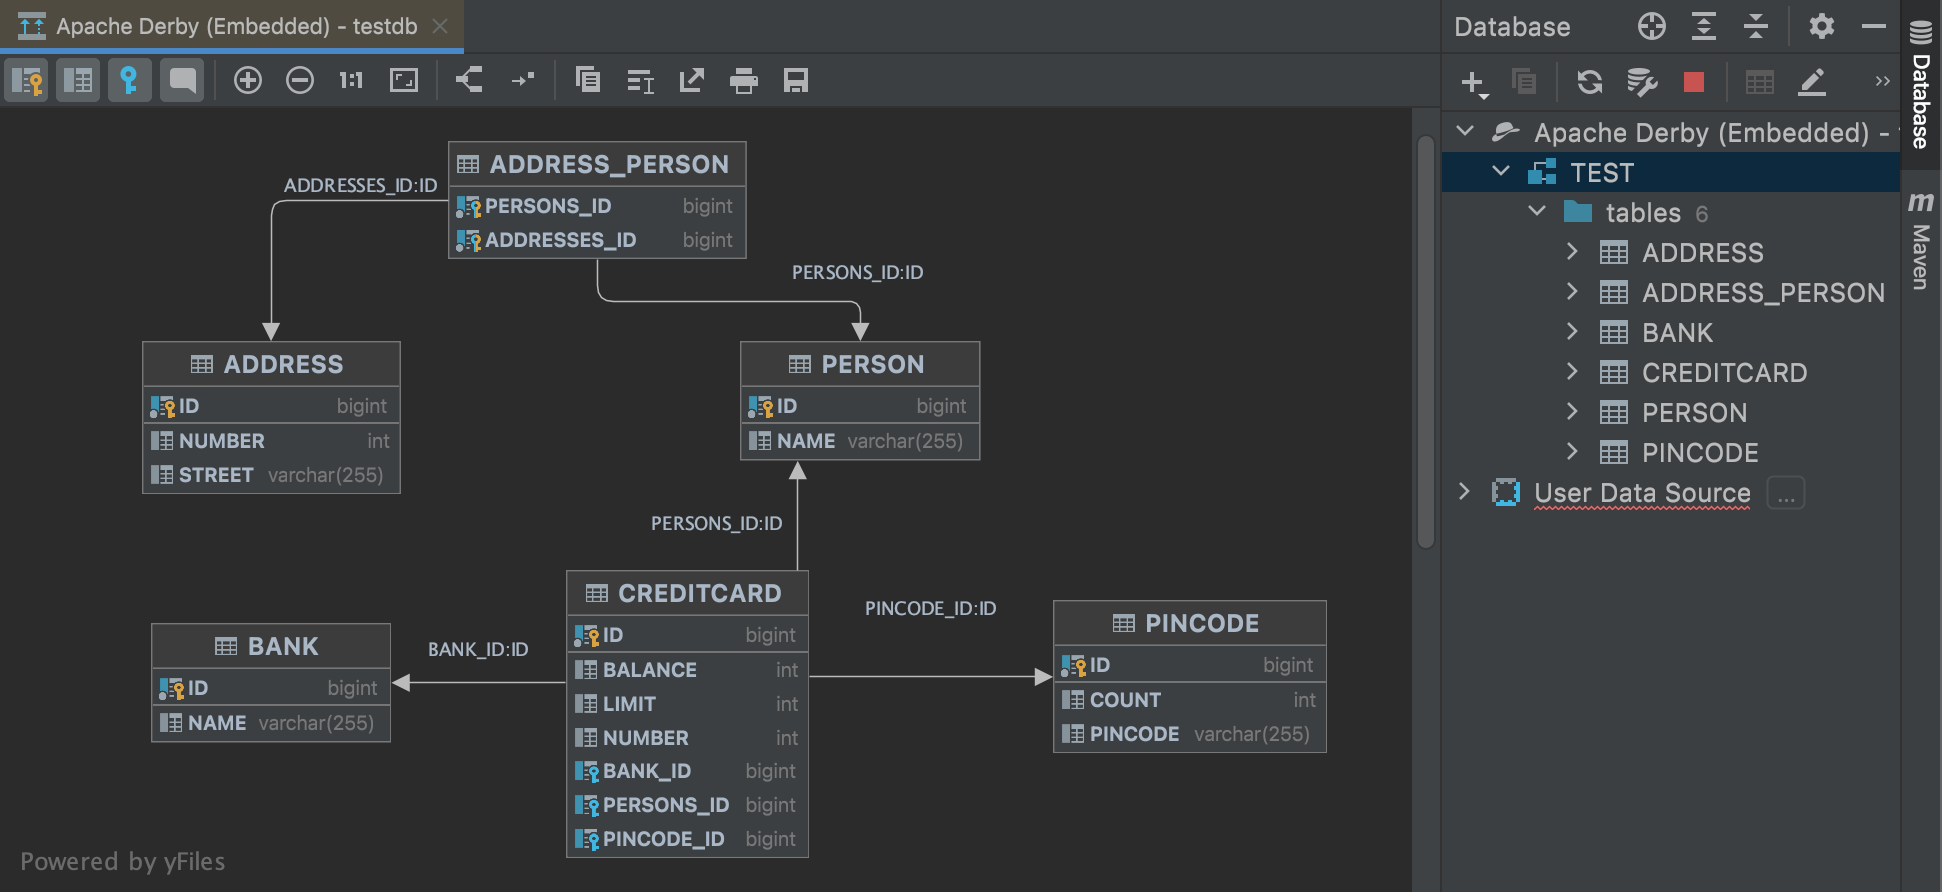 Apache Derby (Embedded) - testdb
1:1
ADDRESS_PERSON
PERSONS_ID bigint
ADDRESSES_ID bigint
ADDRESSES_ID:ID
PERSONS_ID:ID
ADDRESS
ID bigint
NUMBER int
STREET varchar(255)
PERSON
ID bigint
NAME varchar(255)
PERSONS_ID:ID
BANK
ID bigint
NAME varchar(255)
BANK_ID:ID
CREDITCARD
ID bigint
BALANCE int
LIMIT int
NUMBER int
BANK_ID bigint
PERSONS_ID bigint
PINCODE_ID bigint
PINCODE_ID:ID
PINCODE
ID bigint
COUNT int
PINCODE varchar(255)
Powered by yFiles
Database
Apache Derby (Embedded) -
TEST
tables 6
ADDRESS
ADDRESS_PERSON
BANK
CREDITCARD
PERSON
PINCODE
User Data Source ...
Database
m Maven